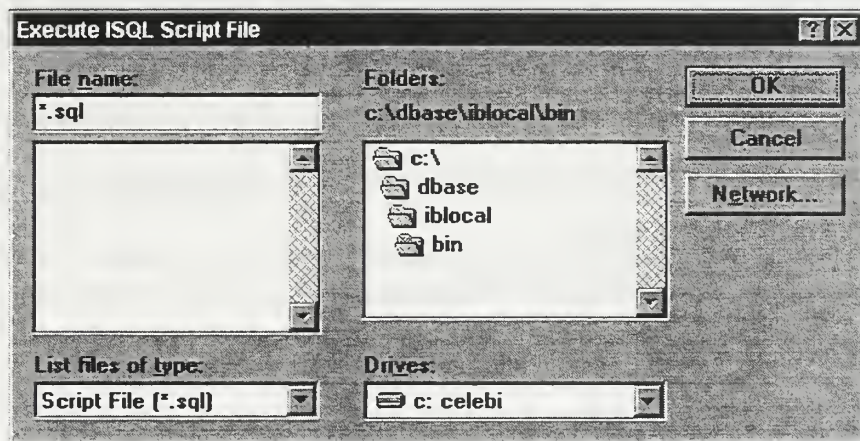 Execute ISQL Script File
File name:
*.sql
Folders:
c:\dbase\iblocal\bin
c:\
dbase
iblocal
bin
OK
Cancel
Network...
List files of type:
Script File (*.sql)
Drives:
c: celebi